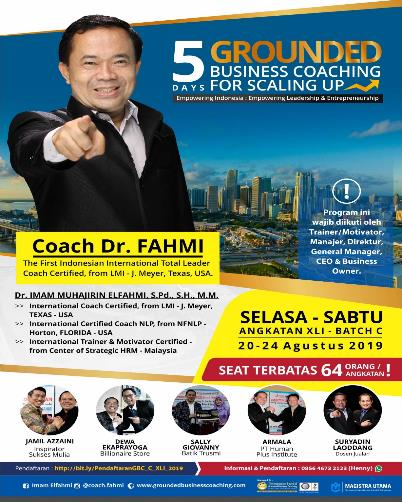 5 DAYS
GROUNDED
BUSINESS COACHING
FOR SCALING UP
Empowering Indonesia : Empowering Leadership & Entrepreneurship
!
Program ini
wajib diikuti oleh
Trainer/Motivator,
Manajer, Direktur,
General Manager,
CEO & Business
Owner.
Coach Dr. FAHMI
The First Indonesian International Total Leader
Coach Certified, from LMI - J. Meyer, Texas, USA.
Dr. IMAM MUHAJIRIN ELFAHMI, S.Pd., S.H., M.M.
>> International Coach Certified, from LMI - J. Meyer,
TEXAS - USA
>> International Certified Coach NLP, from NFNLP -
Horton, FLORIDA - USA
>> International Trainer & Motivator Certified -
from Center of Strategic HRM - Malaysia
SELASA - SABTU
ANGKATAN XLI - BATCH C
20-24 Agustus 2019
SEAT TERBATAS 64 ORANG / ANGKATAN !
JAMIL AZZAINI
Inspirator
Sukses Mulia
DEWA
EKAPRAYOGA
Billionaire Store
SALLY
GIOVANNY
Batik Trusmi
ARMALA
PT Human
Plus Institute
SURYADIN
LAODDANG
Dosen Jualan
Pendaftaran : http://bit.ly/PendaftaranGBC_C_XLI_2019
Informasi & Pendaftaran : 0856 4673 2123 (Henny)
Imam Elfahmi
@coach.fahmi
www.groundedbusinesscoaching.com
MAGISTRA UTAMA